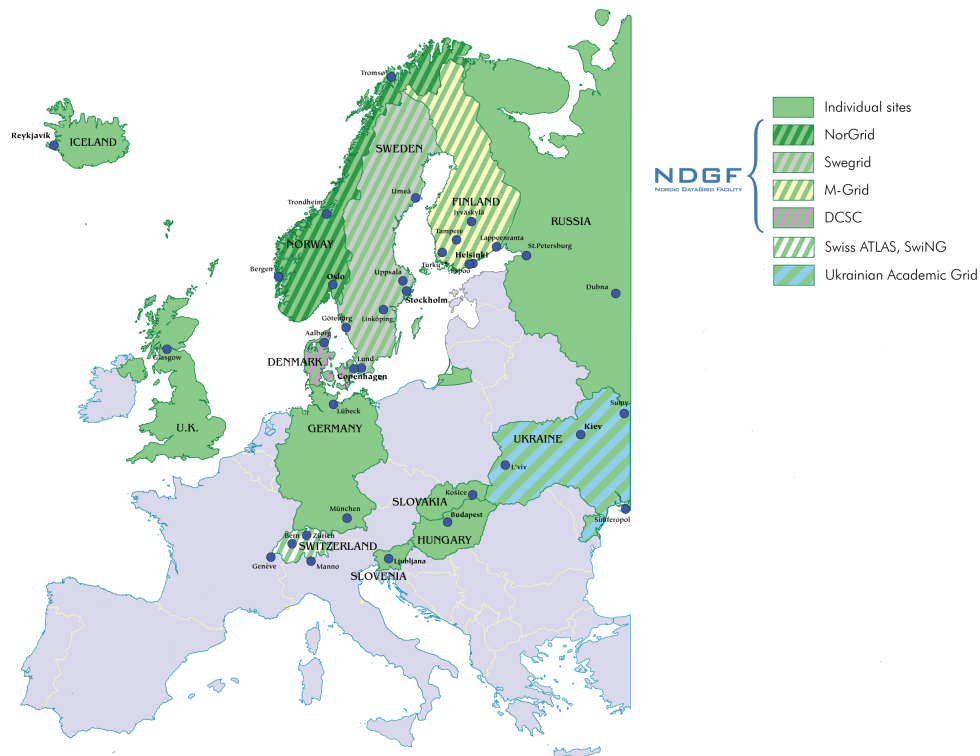 Tromsø
Reykjavik
ICELAND
SWEDEN
Umeå
Trondheim
FINLAND
Jyväskylä
NORWAY
Tampere
Lappeenranta
RUSSIA
Turku
Helsinki
Espoo
St.Petersburg
Bergen
Oslo
Uppsala
Stockholm
Dubna
Göteborg
Linköping
Aalborg
Glasgow
DENMARK
Lund
Copenhagen
Lübeck
U.K.
GERMANY
Sumy
UKRAINE
Kiev
L'viv
SLOVAKIA
Košice
München
Budapest
Simferopol
Bern
Zürich
SWITZERLAND
HUNGARY
Genève
Manno
Ljubljana
SLOVENIA
Individual sites
NorGrid
Swegrid
NDGF
NORDIC DATAGRID FACILITY
M-Grid
DCSC
Swiss ATLAS, SwiNG
Ukrainian Academic Grid